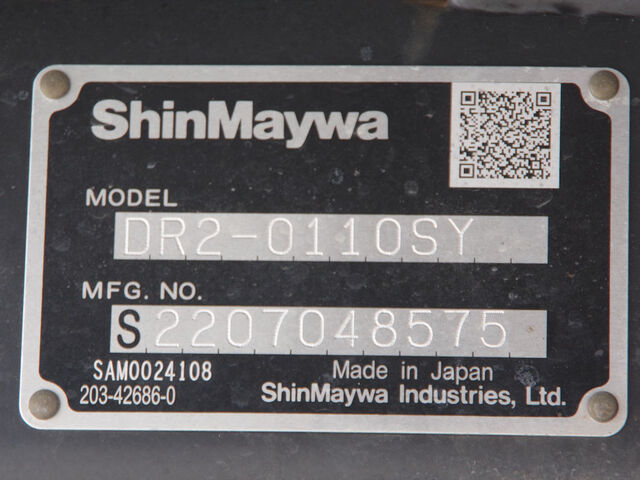 ShinMaywa
MODEL
DR2-0110SY
MFG. NO.
S2207048575
SAM0024108
203-42686-0
Made in Japan
ShinMaywa Industries, Ltd.